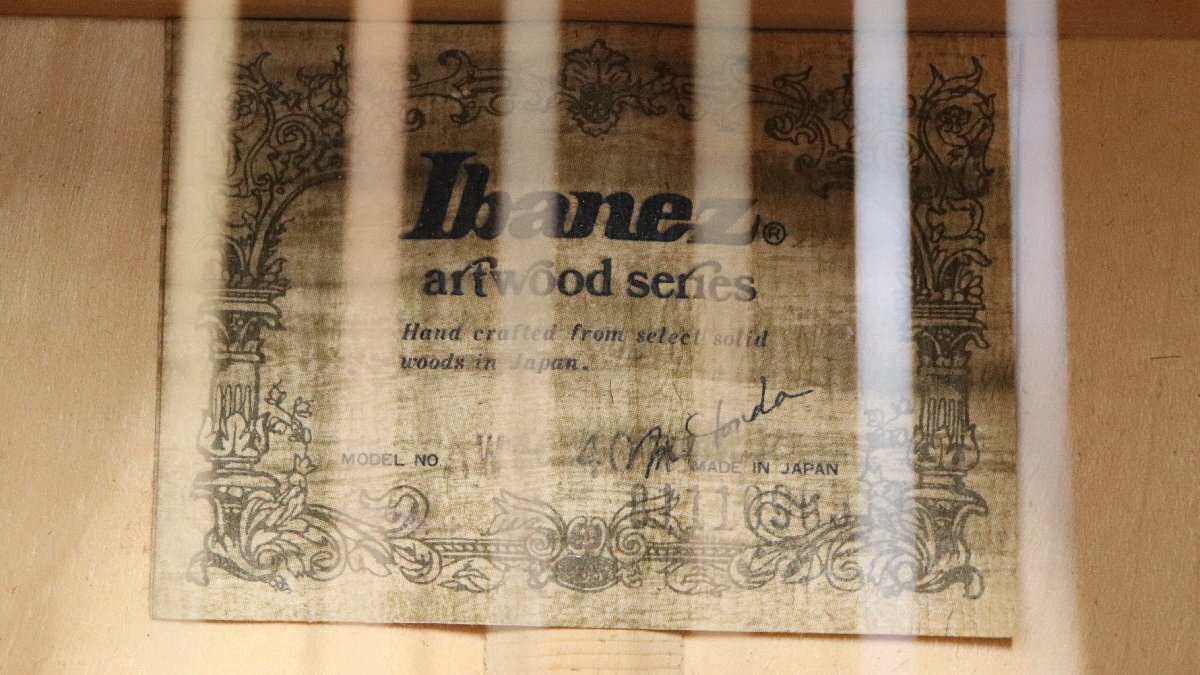 Ibanez®
artwood series
Hand crafted from select solid
woods in Japan.
MODEL NO.
MADE IN JAPAN